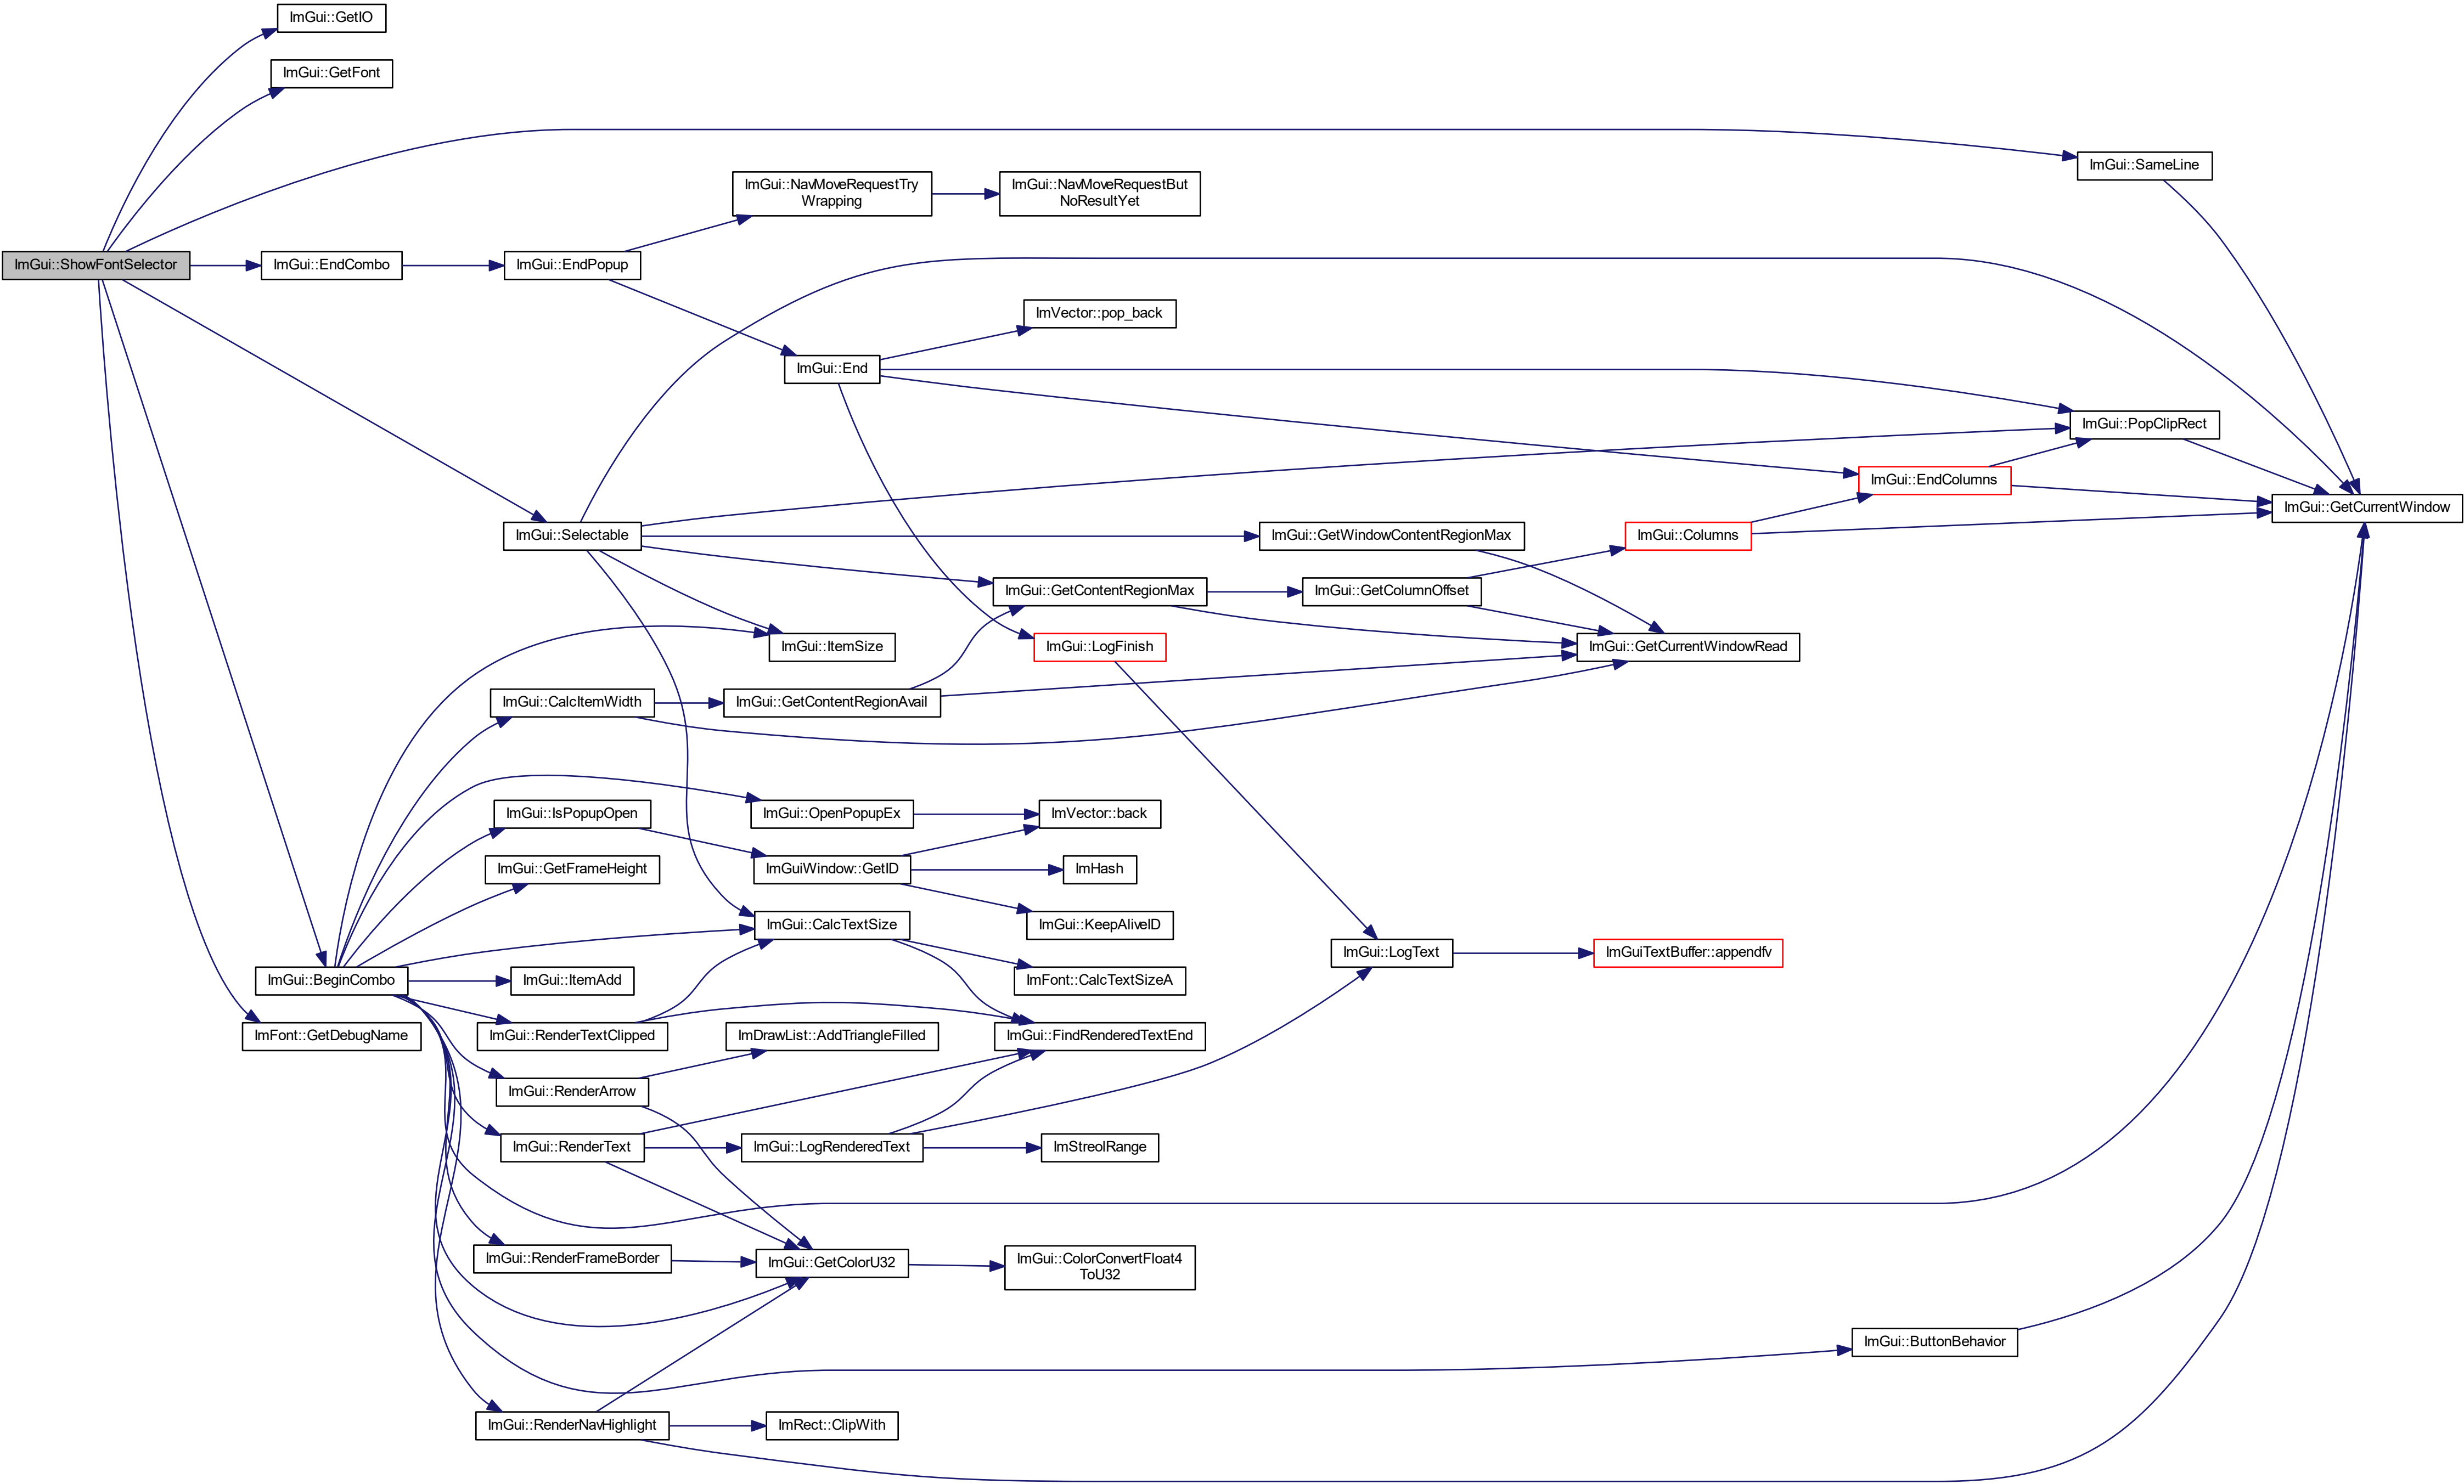 ImGui::GetIO
ImGui::GetFont
ImGui::SameLine
ImGui::NavMoveRequestTry
Wrapping
ImGui::NavMoveRequestBut
NoResultYet
ImGui::ShowFontSelector
ImGui::EndCombo
ImGui::EndPopup
ImVector::pop_back
ImGui::End
ImGui::PopClipRect
ImGui::EndColumns
ImGui::GetCurrentWindow
ImGui::Selectable
ImGui::GetWindowContentRegionMax
ImGui::Columns
ImGui::GetContentRegionMax
ImGui::GetColumnOffset
ImGui::ItemSize
ImGui::LogFinish
ImGui::GetCurrentWindowRead
ImGui::CalcItemWidth
ImGui::GetContentRegionAvail
ImGui::IsPopupOpen
ImGui::OpenPopupEx
ImVector::back
ImGui::GetFrameHeight
ImGuiWindow::GetID
ImHash
ImGui::CalcTextSize
ImGui::KeepAliveID
ImGui::LogText
ImGuiTextBuffer::appendfv
ImGui::BeginCombo
ImGui::ItemAdd
ImFont::CalcTextSizeA
ImFont::GetDebugName
ImGui::RenderTextClipped
ImDrawList::AddTriangleFilled
ImGui::FindRenderedTextEnd
ImGui::RenderArrow
ImGui::RenderText
ImGui::LogRenderedText
ImStreolRange
ImGui::RenderFrameBorder
ImGui::GetColorU32
ImGui::ColorConvertFloat4
ToU32
ImGui::ButtonBehavior
ImGui::RenderNavHighlight
ImRect::ClipWith